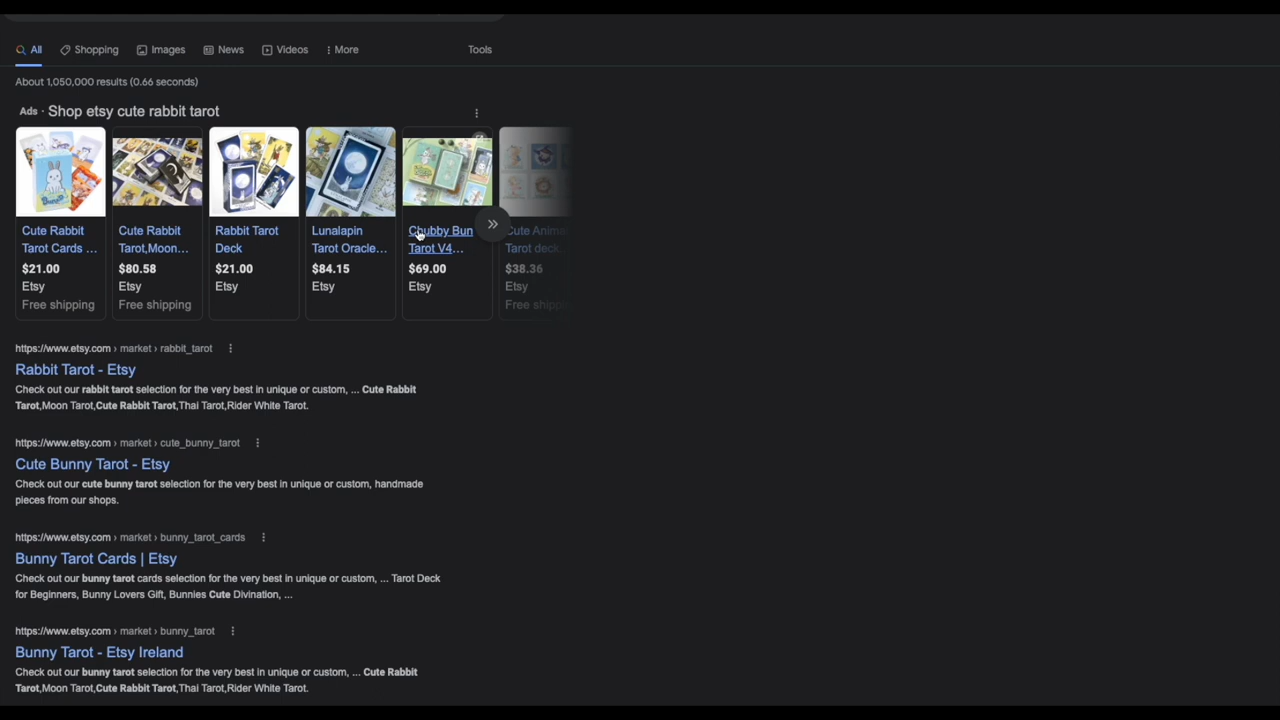 All Shopping Images News Videos More Tools
About 1,050,000 results (0.66 seconds)
Ads · Shop etsy cute rabbit tarot
Cute Rabbit
Tarot Cards ...
$21.00
Etsy
Free shipping
Cute Rabbit
Tarot,Moon...
$80.58
Etsy
Free shipping
Rabbit Tarot
Deck
$21.00
Etsy
Lunalapin
Tarot Oracle...
$84.15
Etsy
Chubby Bun
Tarot V4...
$69.00
Etsy
Cute Anima
Tarot deck
$38.36
Etsy
Free shipp
https://www.etsy.com › market › rabbit_tarot
Rabbit Tarot - Etsy
Check out our rabbit tarot selection for the very best in unique or custom, ... Cute Rabbit
Tarot,Moon Tarot,Cute Rabbit Tarot,Thai Tarot,Rider White Tarot.
https://www.etsy.com › market › cute_bunny_tarot
Cute Bunny Tarot - Etsy
Check out our cute bunny tarot selection for the very best in unique or custom, handmade
pieces from our shops.
https://www.etsy.com › market › bunny_tarot_cards
Bunny Tarot Cards | Etsy
Check out our bunny tarot cards selection for the very best in unique or custom, ... Tarot Deck
for Beginners, Bunny Lovers Gift, Bunnies Cute Divination, ...
https://www.etsy.com › market › bunny_tarot
Bunny Tarot - Etsy Ireland
Check out our bunny tarot selection for the very best in unique or custom, ... Cute Rabbit
Tarot,Moon Tarot,Cute Rabbit Tarot,Thai Tarot,Rider White Tarot.